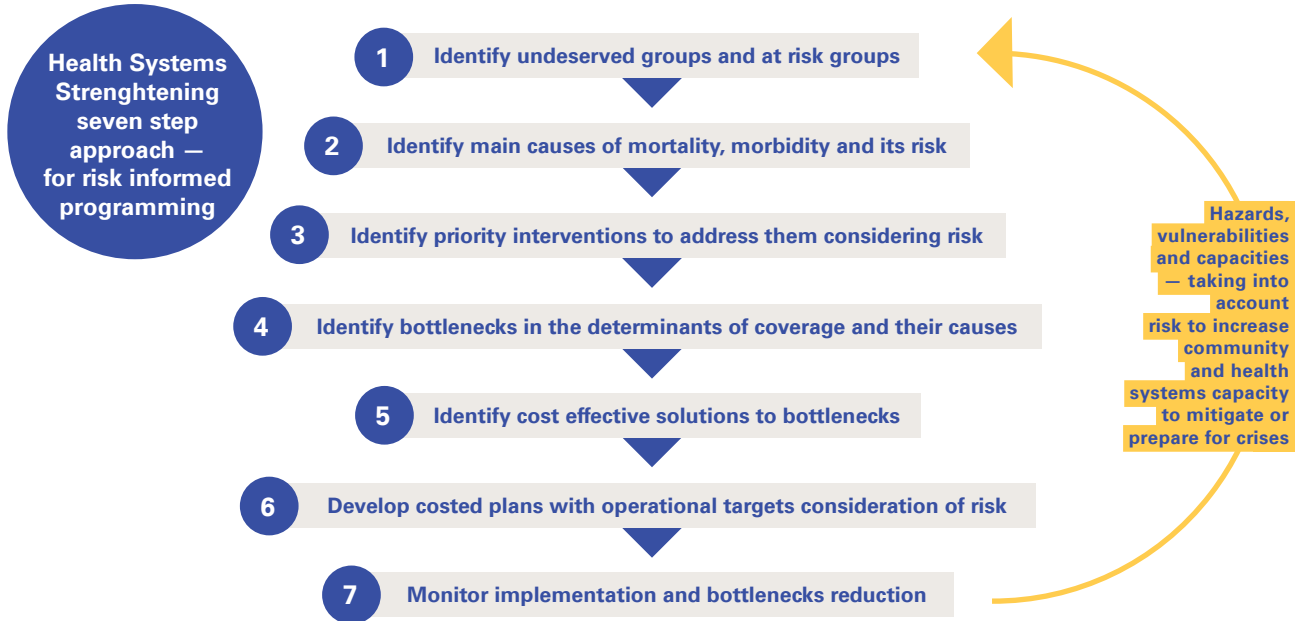 Health Systems
Strenghtening
seven step
approach —
for risk informed
programming
1 Identify undeserved groups and at risk groups
2 Identify main causes of mortality, morbidity and its risk
3 Identify priority interventions to address them considering risk
4 Identify bottlenecks in the determinants of coverage and their causes
5 Identify cost effective solutions to bottlenecks
6 Develop costed plans with operational targets consideration of risk
7 Monitor implementation and bottlenecks reduction
Hazards,
vulnerabilities
and capacities
— taking into
account
risk to increase
community
and health
systems capacity
to mitigate or
prepare for crises